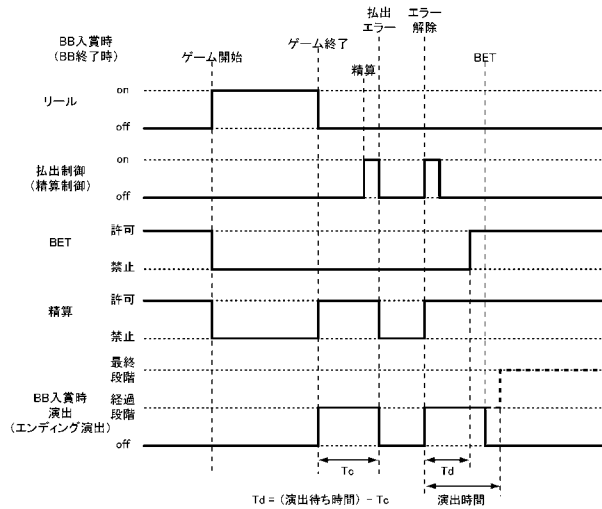 払出
エラー
エラー
解除
BB入賞時
(BB終了時)
ゲーム開始
ゲーム終了
精算
BET
リール
on
off
払出制御
(精算制御)
on
off
BET
許可
禁止
精算
許可
禁止
最終
段階
BB入賞時
演出
(エンディング演出)
経過
段階
off
Tc
Td
Td = (演出待ち時間) − Tc
演出時間